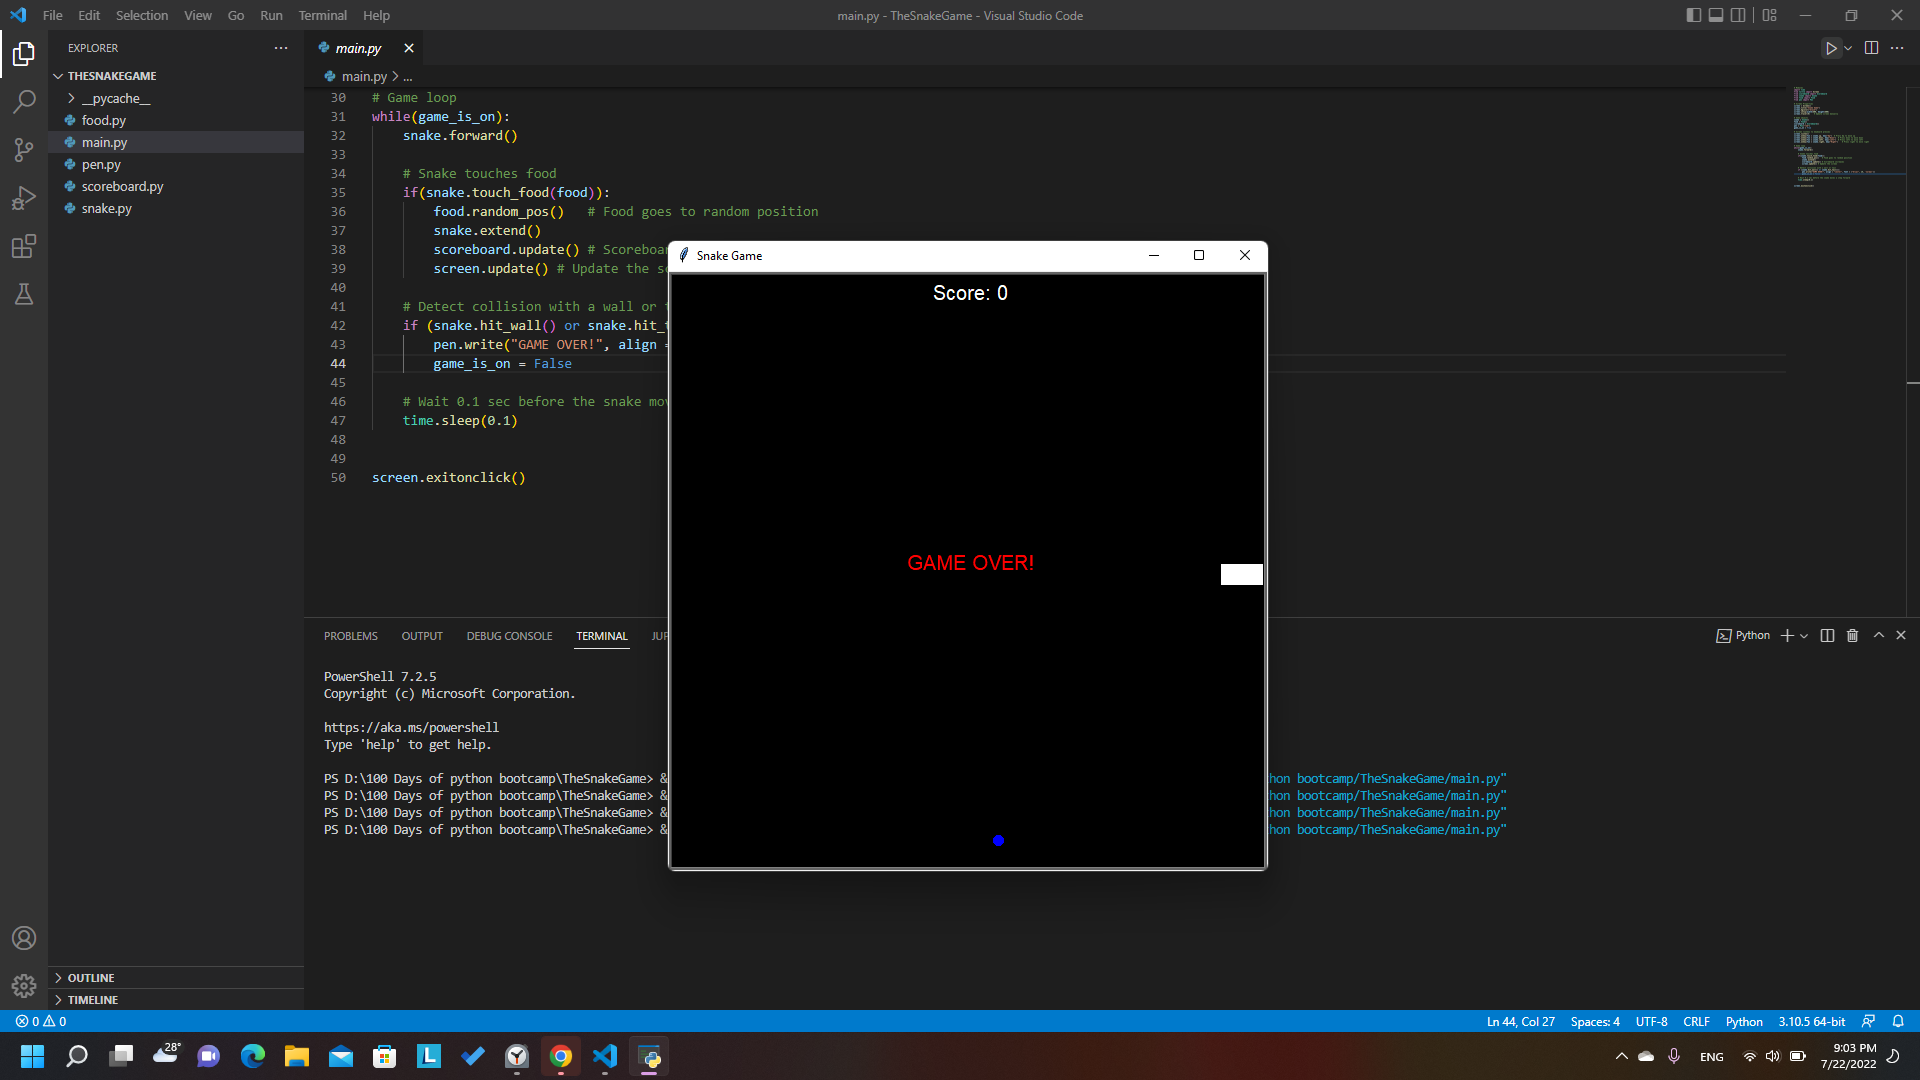 File Edit Selection View Go Run Terminal Help
main.py - TheSnakeGame - Visual Studio Code
EXPLORER
THESNAKEGAME
__pycache__
food.py
main.py
pen.py
scoreboard.py
snake.py
OUTLINE
TIMELINE
main.py
main.py > ...
30 # Game loop
31 while(game_is_on):
32 snake.forward()
33
34 # Snake touches food
35 if(snake.touch_food(food)):
36 food.random_pos() # Food goes to random position
37 snake.extend()
38 scoreboard.update() #
39 screen.update() # Update the
40
41 # Detect collision with a wall or
42 if (snake.hit_wall() or
43 pen.write("GAME OVER!", align =
44 game_is_on = False
45
46 # Wait 0.1 sec before the snake
47 time.sleep(0.1)
48
49
50 screen.exitonclick()
Snake Game
Score: 0
GAME OVER!
PROBLEMS OUTPUT DEBUG CONSOLE TERMINAL
Python
PowerShell 7.2.5
Copyright (c) Microsoft Corporation.
https://aka.ms/powershell
Type 'help' to get help.
PS D:\100 Days of python bootcamp\TheSnakeGame> & hon bootcamp/TheSnakeGame/main.py"
PS D:\100 Days of python bootcamp\TheSnakeGame> & hon bootcamp/TheSnakeGame/main.py"
PS D:\100 Days of python bootcamp\TheSnakeGame> & hon bootcamp/TheSnakeGame/main.py"
PS D:\100 Days of python bootcamp\TheSnakeGame> & hon bootcamp/TheSnakeGame/main.py"
0 0
Ln 44, Col 27 Spaces: 4 UTF-8 CRLF Python 3.10.5 64-bit
28°
L
ENG
9:03 PM
7/22/2022